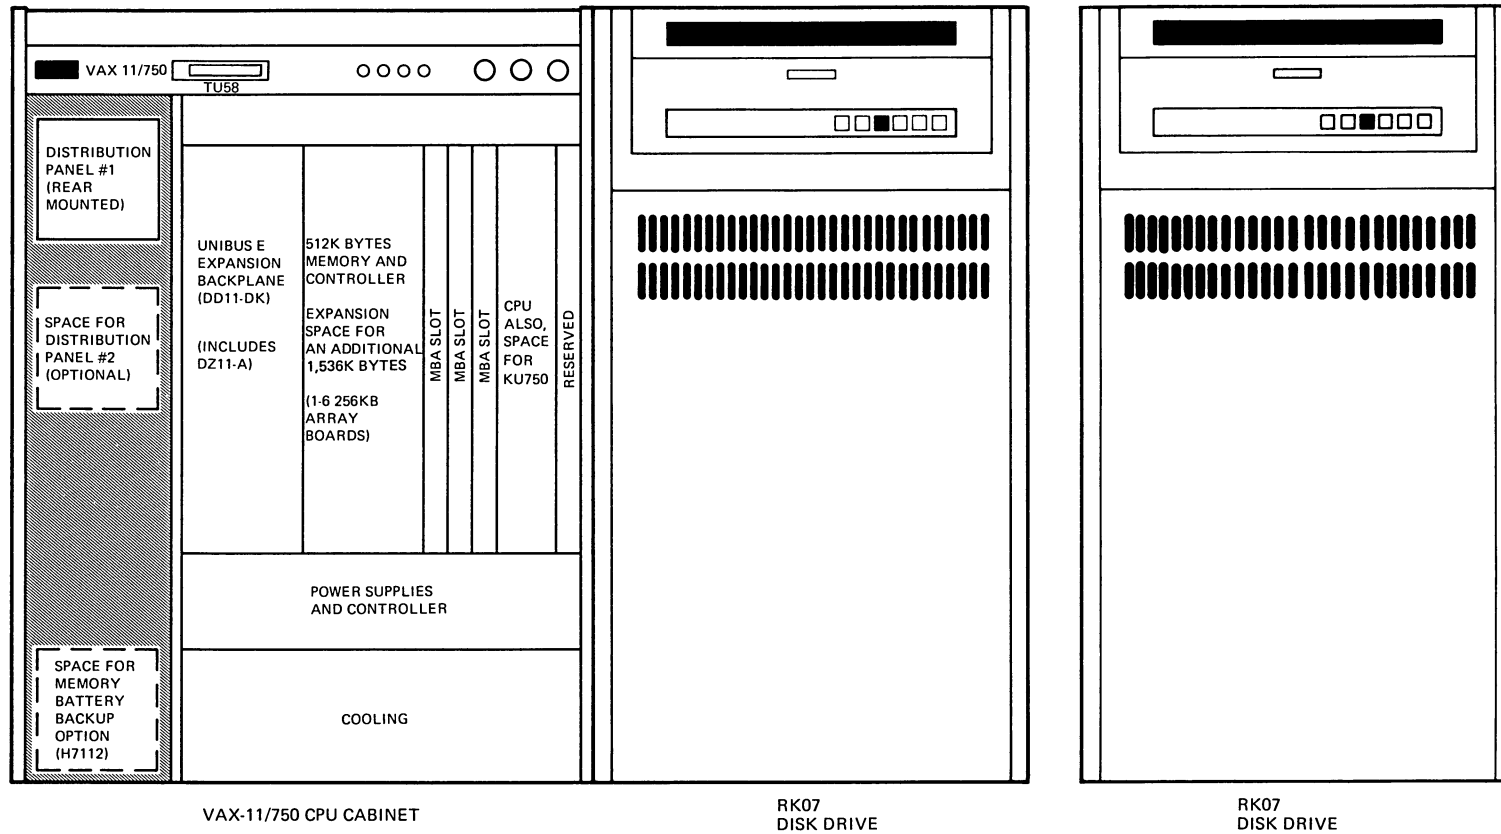 VAX 11/750
TU58
DISTRIBUTION
PANEL #1
(REAR
MOUNTED)
SPACE FOR
DISTRIBUTION
PANEL #2
(OPTIONAL)
SPACE FOR
MEMORY
BATTERY
BACKUP
OPTION
(H7112)
UNIBUS E
EXPANSION
BACKPLANE
(DD11-DK)
(INCLUDES
DZ11-A)
512K BYTES
MEMORY AND
CONTROLLER
EXPANSION
SPACE FOR
AN ADDITIONAL
1,536K BYTES
(1-6 256KB
ARRAY
BOARDS)
MBA SLOT
MBA SLOT
MBA SLOT
CPU
ALSO,
SPACE
FOR
KU750
RESERVED
POWER SUPPLIES
AND CONTROLLER
COOLING
VAX-11/750 CPU CABINET
RK07
DISK DRIVE
RK07
DISK DRIVE